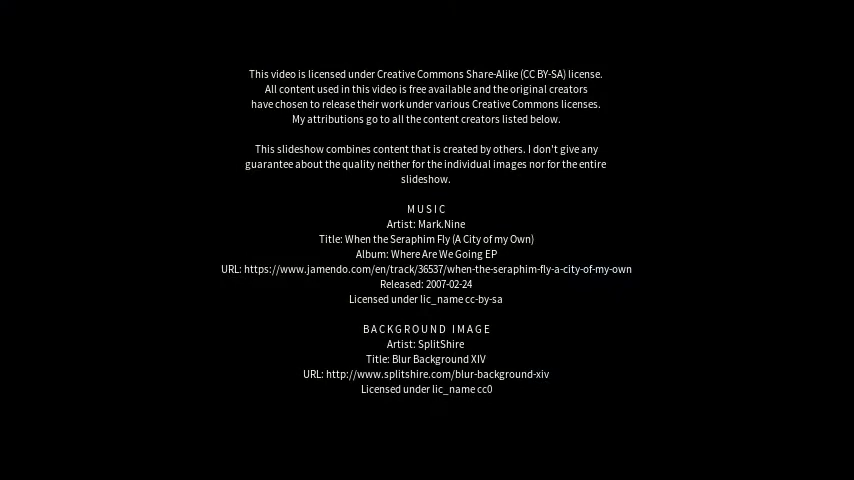 This video is licensed under Creative Commons Share-Alike (CC BY-SA) license.
All content used in this video is free available and the original creators
have chosen to release their work under various Creative Commons licenses.
My attributions go to all the content creators listed below.
This slideshow combines content that is created by others. I don't give any
guarantee about the quality neither for the individual images nor for the entire
slideshow.
MUSIC
Artist: Mark.Nine
Title: When the Seraphim Fly (A City of my Own)
Album: Where Are We Going EP
URL: https://www.jamendo.com/en/track/36537/when-the-seraphim-fly-a-city-of-my-own
Released: 2007-02-24
Licensed under lic_name cc-by-sa
BACKGROUND IMAGE
Artist: SplitShire
Title: Blur Background XIV
URL: http://www.splitshire.com/blur-background-xiv
Licensed under lic_name cc0